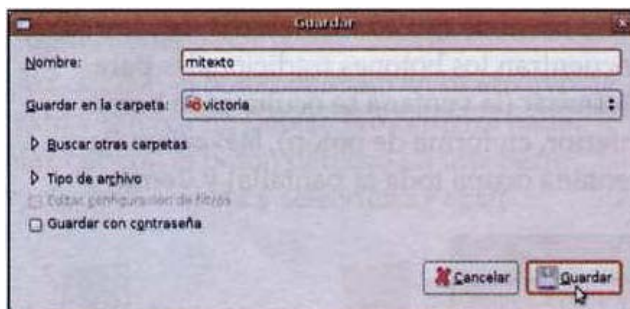 Guardar
Nombre: mitexto
Guardar en la carpeta: victoria
Buscar otras carpetas
Tipo de archivo
Editar configuración de filtros
Guardar con contraseña
Cancelar Guardar